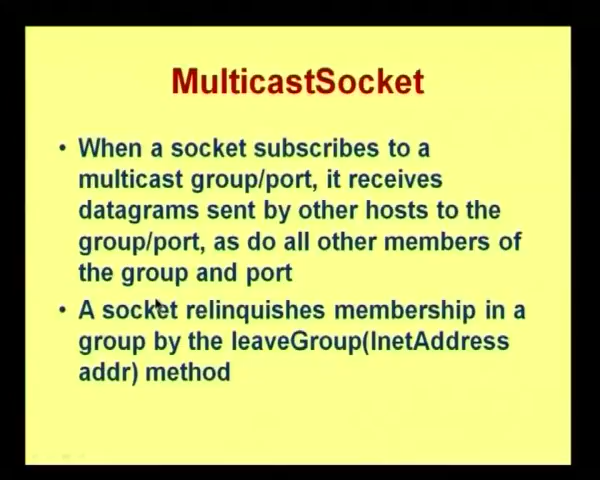 MulticastSocket
• When a socket subscribes to a
multicast group/port, it receives
datagrams sent by other hosts to the
group/port, as do all other members of
the group and port
• A socket relinquishes membership in a
group by the leaveGroup(InetAddress
addr) method